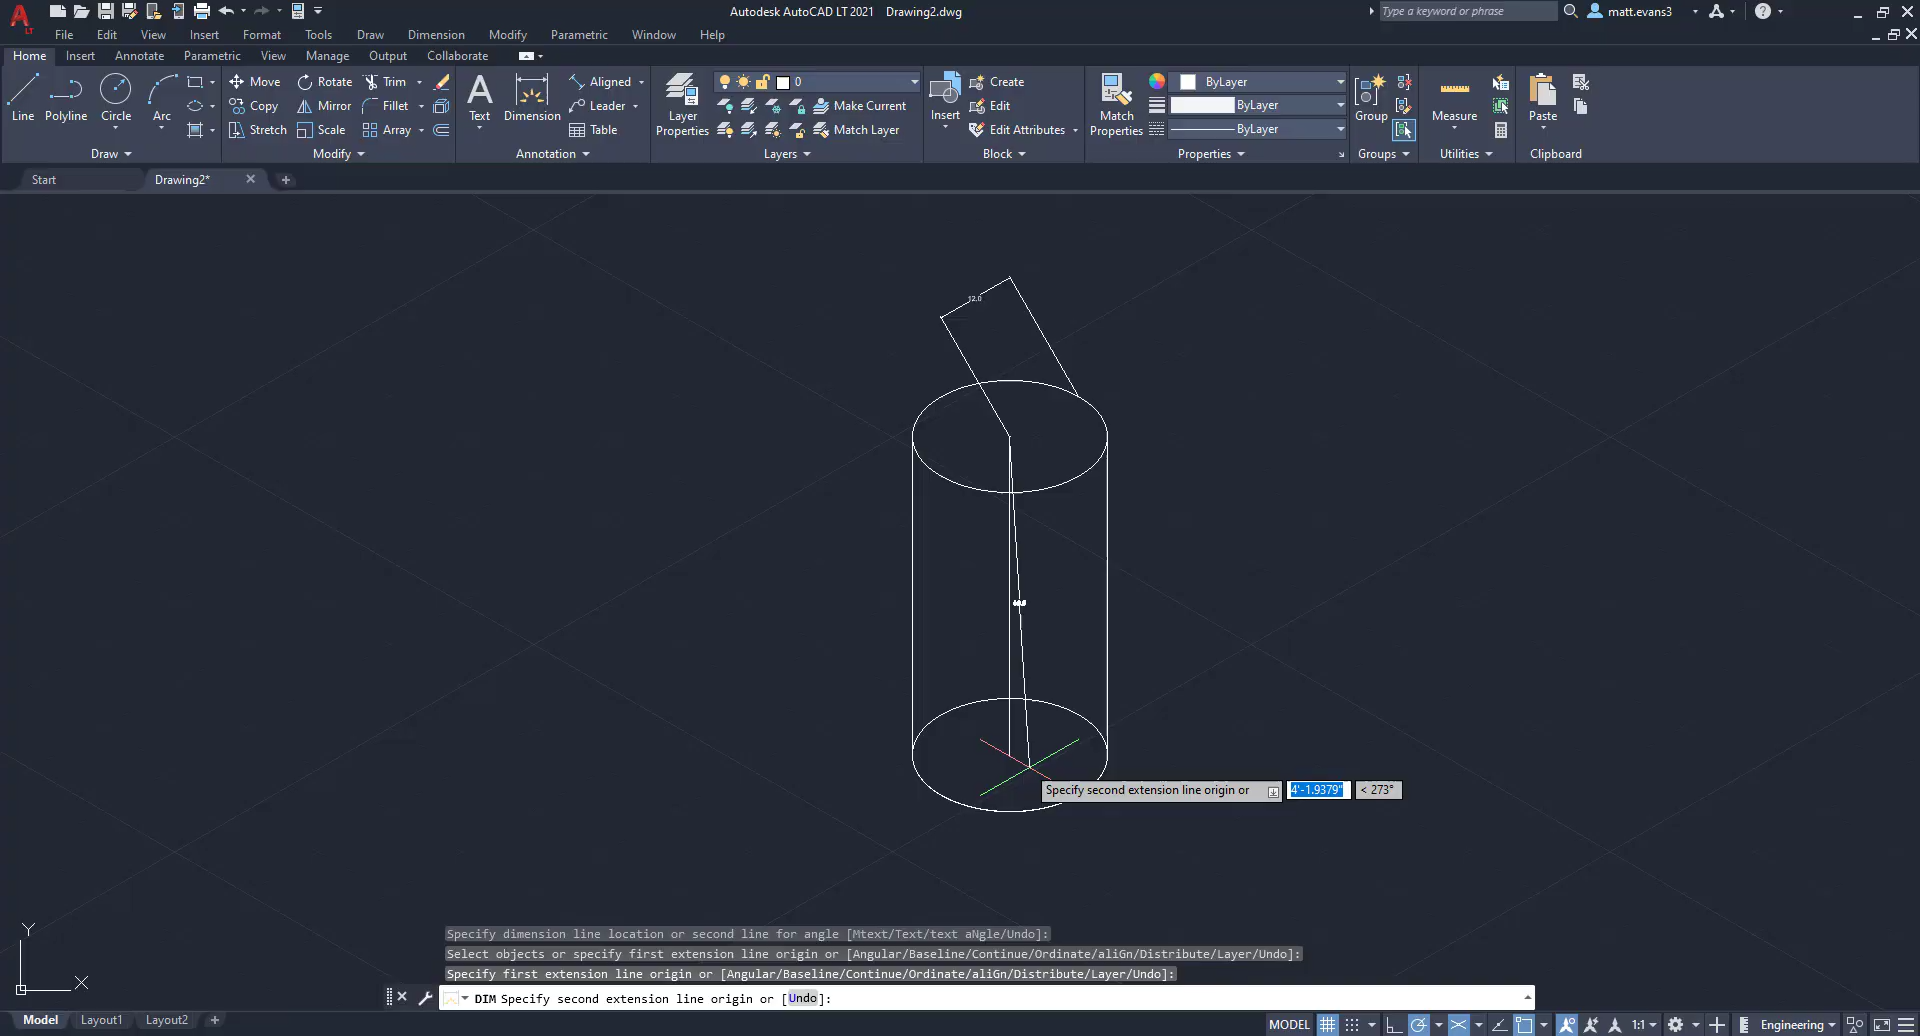 Autodesk AutoCAD LT 2021 Drawing2.dwg
Type a keyword or phrase
matt.evans3
File Edit View Insert Format Tools Draw Dimension Modify Parametric Window Help
Home Insert Annotate Parametric View Manage Output Collaborate
Line Polyline Circle Arc
Draw
Move Rotate Trim
Copy Mirror Fillet
Stretch Scale Array
Modify
Text Dimension
Aligned
Leader
Table
Annotation
Layer
Properties
0
Make Current
Match Layer
Layers
Insert
Create
Edit
Edit Attributes
Block
Match
Properties
ByLayer
ByLayer
ByLayer
Properties
Group
Groups
Measure
Utilities
Paste
Clipboard
Start Drawing2*
12.0
Specify second extension line origin or 4'-1.9379" < 273°
Y
X
Specify dimension line location or second line for angle [Mtext/Text/text aNgle/Undo]:
Select objects or specify first extension line origin or [Angular/Baseline/Continue/Ordinate/aliGn/Distribute/Layer/Undo]:
Specify first extension line origin or [Angular/Baseline/Continue/Ordinate/aliGn/Distribute/Layer/Undo]:
DIM Specify second extension line origin or [Undo]:
Model Layout1 Layout2
MODEL 1:1 Engineering